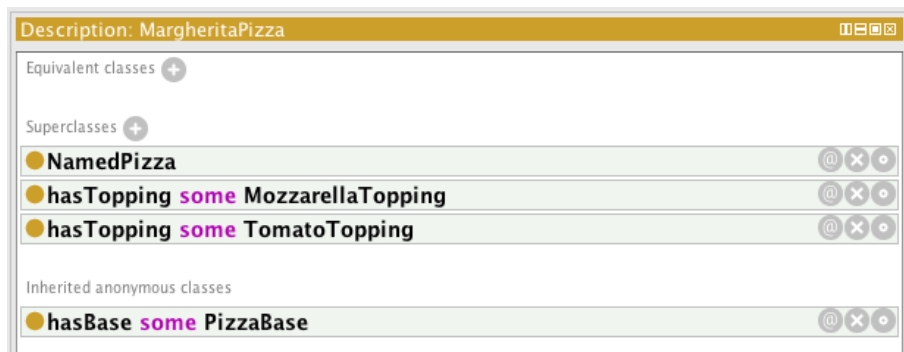 Description: MargheritaPizza
Equivalent classes
Superclasses
NamedPizza
hasTopping some MozzarellaTopping
hasTopping some TomatoTopping
Inherited anonymous classes
hasBase some PizzaBase